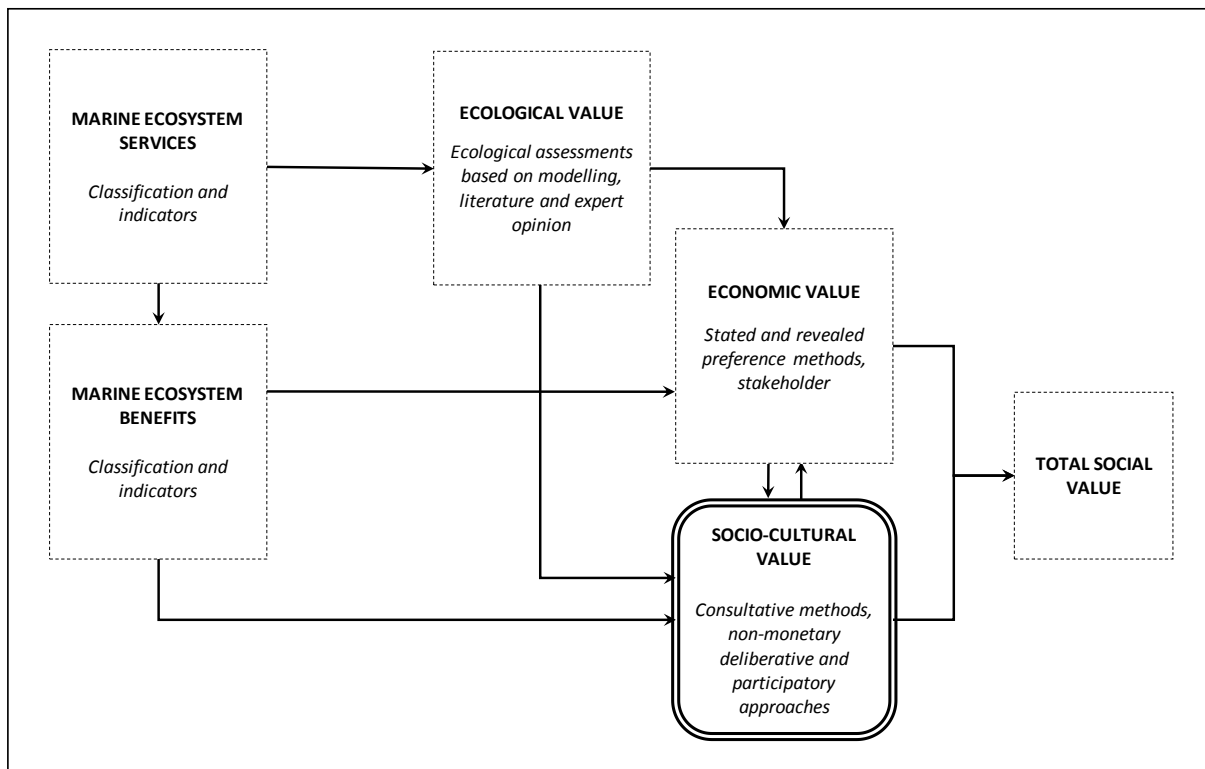 MARINE ECOSYSTEM
SERVICES
Classification and
indicators
ECOLOGICAL VALUE
Ecological assessments
based on modelling,
literature and expert
opinion
MARINE ECOSYSTEM
BENEFITS
Classification and
indicators
ECONOMIC VALUE
Stated and revealed
preference methods,
stakeholder
SOCIO-CULTURAL
VALUE
Consultative methods,
non-monetary
deliberative and
participatory
approaches
TOTAL SOCIAL
VALUE